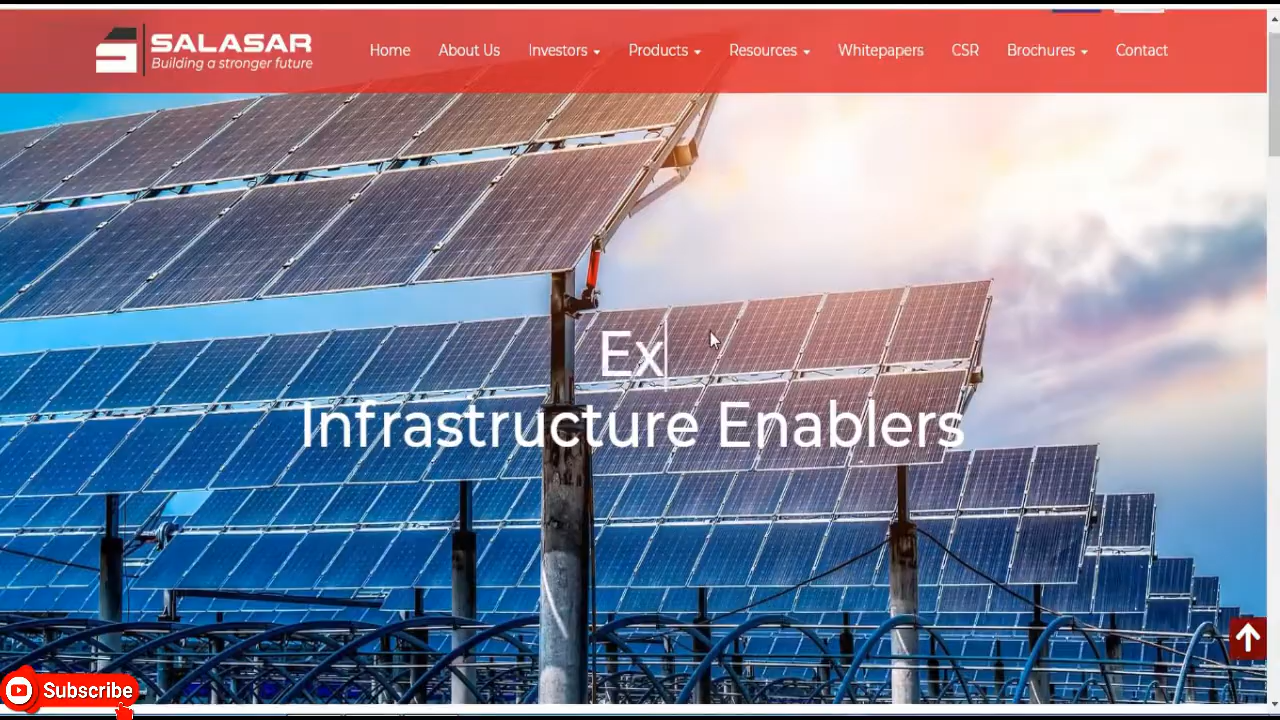 SALASAR
Building a stronger future
Home About Us Investors Products Resources Whitepapers CSR Brochures Contact
Ex
Infrastructure Enablers
Subscribe